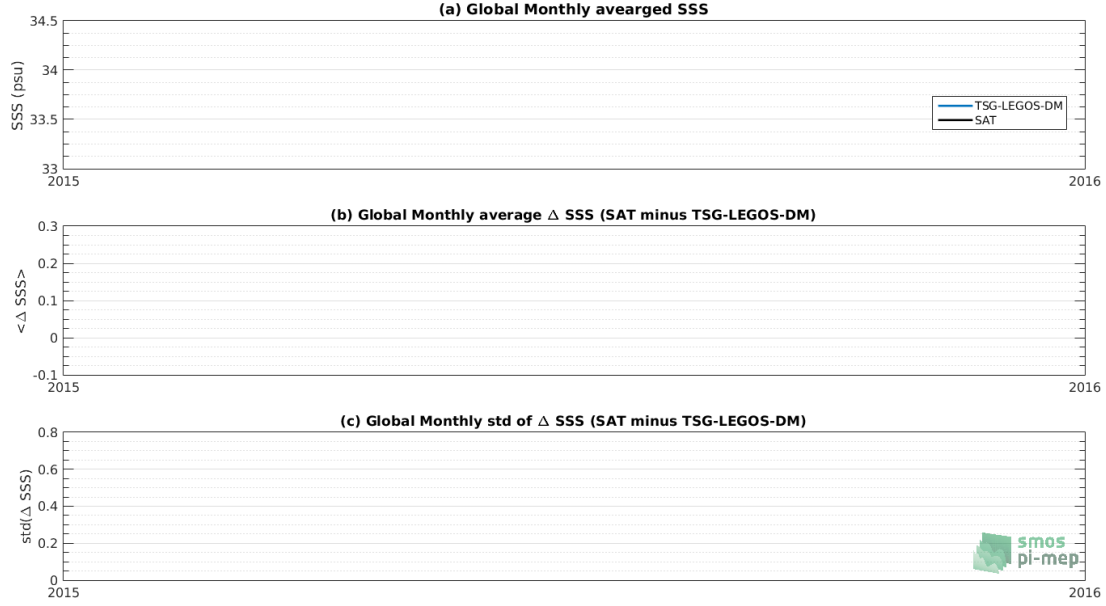 (a) Global Monthly avearged SSS
34.5
34
33.5
33
SSS (psu)
TSG-LEGOS-DM
SAT
2015
2016
(b) Global Monthly average Δ SSS (SAT minus TSG-LEGOS-DM)
0.3
0.2
0.1
0
-0.1
<Δ SSS>
2015
2016
(c) Global Monthly std of Δ SSS (SAT minus TSG-LEGOS-DM)
0.8
0.6
0.4
0.2
0
std(Δ SSS)
smos
pi-mep
2015
2016